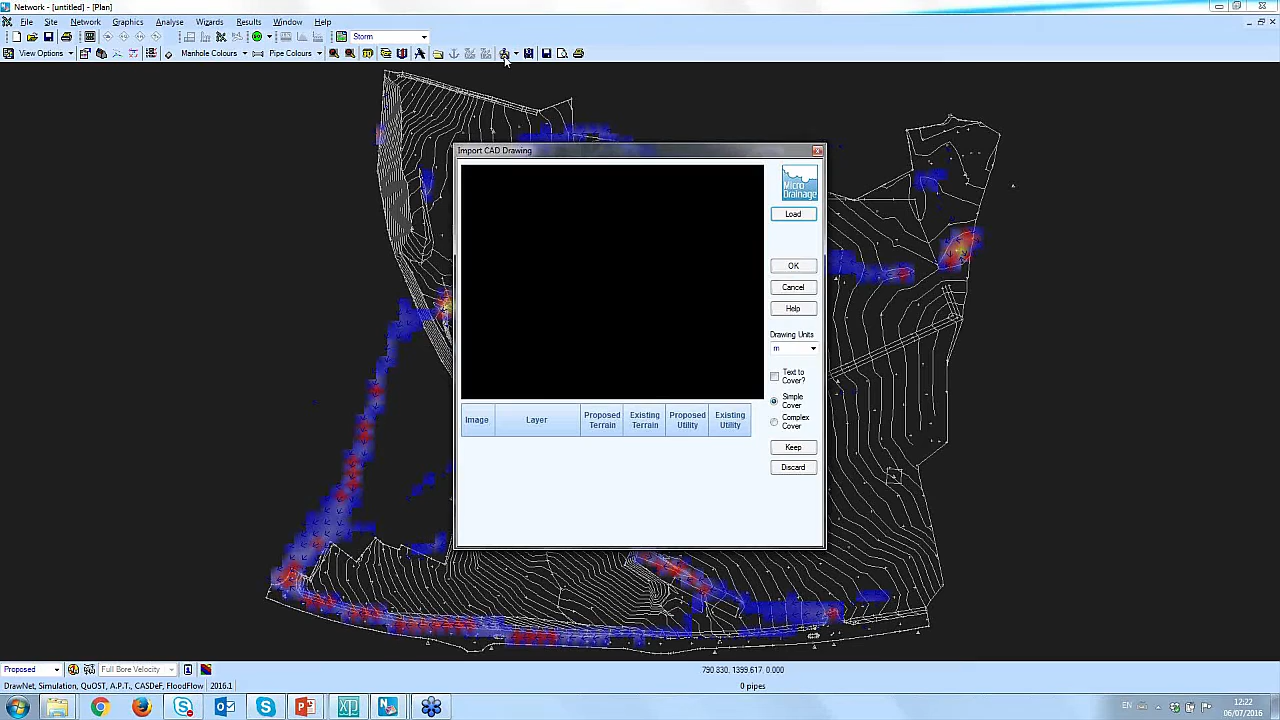 Network - [untitled] - [Plan]
File Site Network Graphics Analyse Wizards Results Window Help
Storm
View Options Manhole Colours Pipe Colours
Import CAD Drawing
Micro
Drainage
Load
OK
Cancel
Help
Drawing Units
m
Text to
Cover?
Simple
Cover
Complex
Cover
Image Layer Proposed Terrain Existing Terrain Proposed Utility Existing Utility
Keep
Discard
Proposed Full Bore Velocity 790.830, 1399.617, 0.000
DrawNet, Simulation, QuOST, A.P.T., CASDeF, FloodFlow 2016.1 0 pipes
EN 12:22
06/07/2016